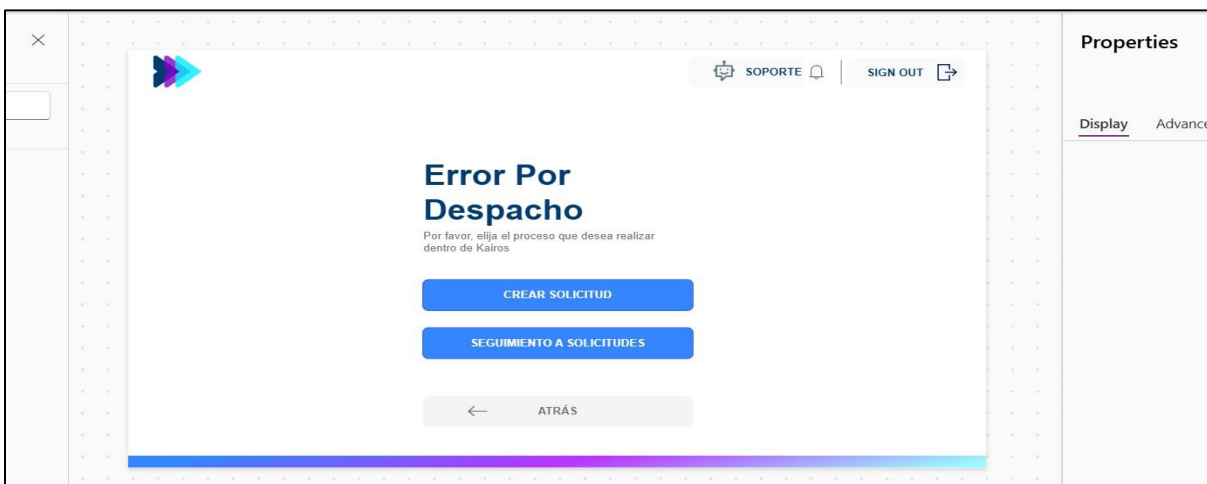 Properties
SOPORTE
SIGN OUT
Display Advance
Error Por
Despacho
Por favor, elija el proceso que desea realizar
dentro de Kairos
CREAR SOLICITUD
SEGUIMIENTO A SOLICITUDES
ATRÁS